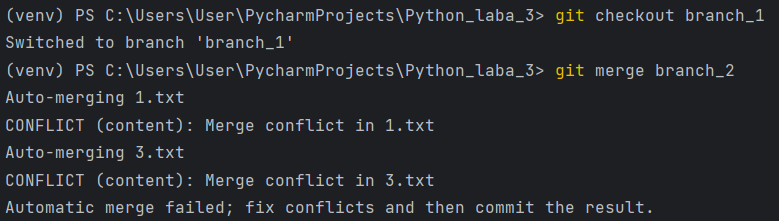 (venv) PS C:\Users\User\PycharmProjects\Python_laba_3> git checkout branch_1
Switched to branch 'branch_1'
(venv) PS C:\Users\User\PycharmProjects\Python_laba_3> git merge branch_2
Auto-merging 1.txt
CONFLICT (content): Merge conflict in 1.txt
Auto-merging 3.txt
CONFLICT (content): Merge conflict in 3.txt
Automatic merge failed; fix conflicts and then commit the result.